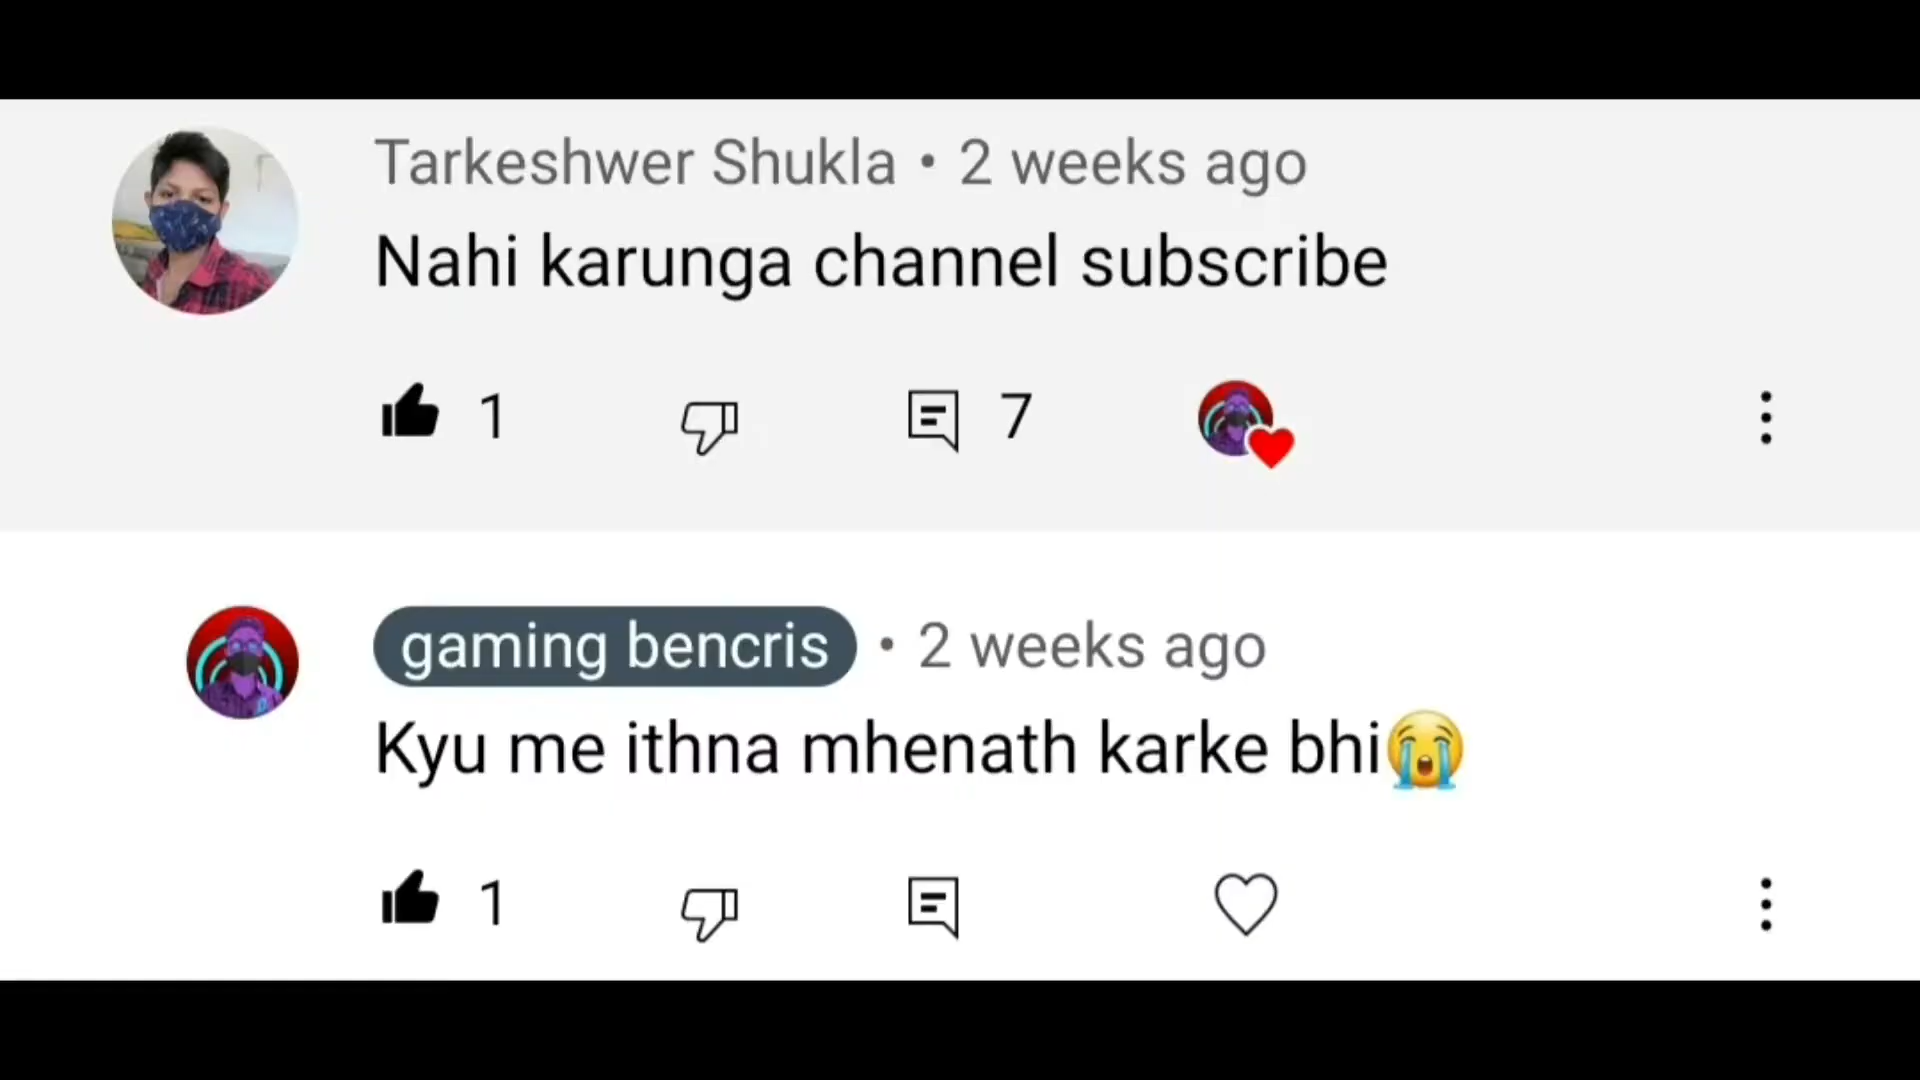 Tarkeshwer Shukla • 2 weeks ago
Nahi karunga channel subscribe
1 7
gaming bencris • 2 weeks ago
Kyu me ithna mhenath karke bhi😭
1